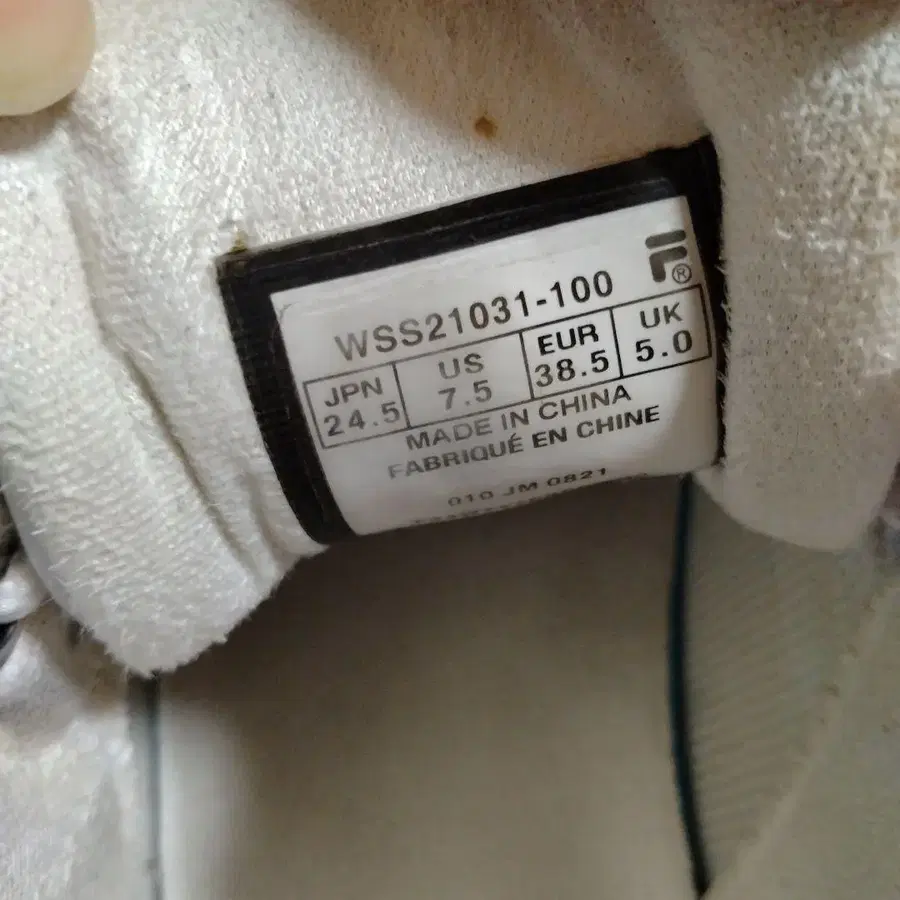 F®
WSS21031-100
JPN US EUR UK
24.5 7.5 38.5 5.0
MADE IN CHINA
FABRIQUÉ EN CHINE
010 JM 0821